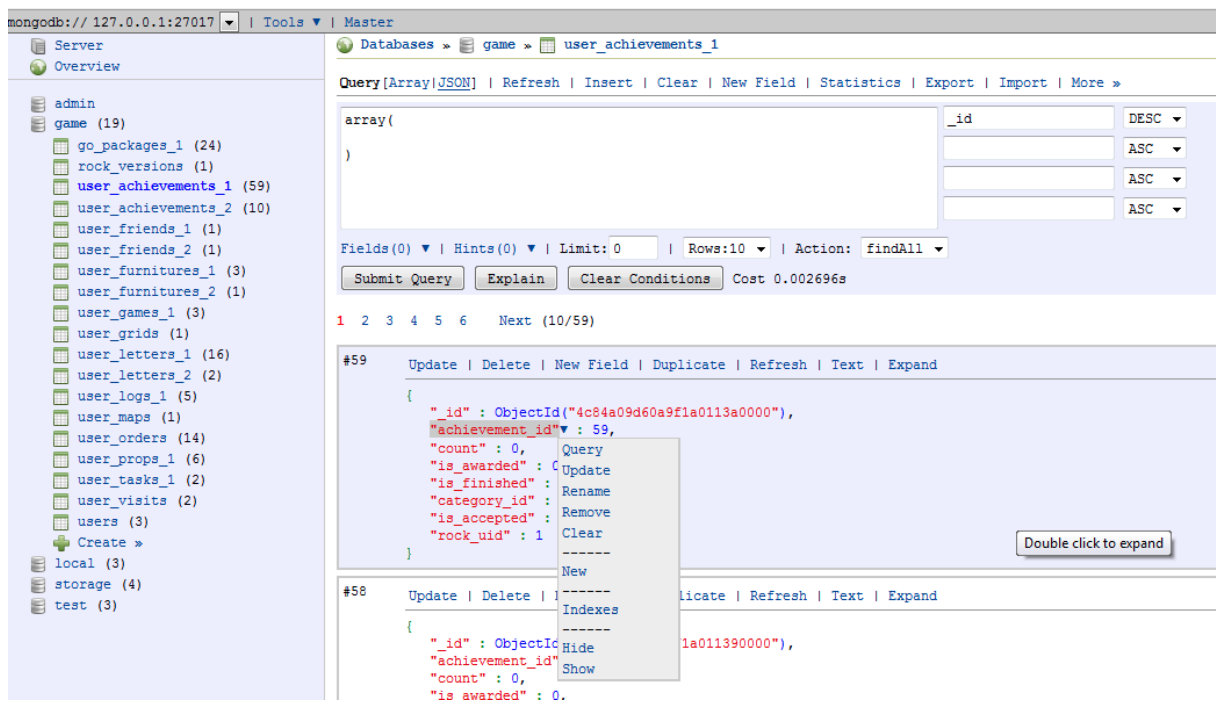 mongodb:// 127.0.0.1:27017 ▼ | Tools ▼ | Master
Server
Overview
admin
game (19)
go_packages_1 (24)
rock_versions (1)
user_achievements_1 (59)
user_achievements_2 (10)
user_friends_1 (1)
user_friends_2 (1)
user_furnitures_1 (3)
user_furnitures_2 (1)
user_games_1 (3)
user_grids (1)
user_letters_1 (16)
user_letters_2 (2)
user_logs_1 (5)
user_maps (1)
user_orders (14)
user_props_1 (6)
user_tasks_1 (2)
user_visits (2)
users (3)
Create »
local (3)
storage (4)
test (3)
Databases » game » user_achievements_1
Query[Array|JSON] | Refresh | Insert | Clear | New Field | Statistics | Export | Import | More »
array(
)
_id DESC ▼
ASC ▼
ASC ▼
ASC ▼
Fields(0) ▼ | Hints(0) ▼ | Limit: 0 | Rows:10 ▼ | Action: findAll ▼
Submit Query Explain Clear Conditions Cost 0.002696s
1 2 3 4 5 6 Next (10/59)
#59 Update | Delete | New Field | Duplicate | Refresh | Text | Expand
{
"_id" : ObjectId("4c84a09d60a9f1a0113a0000"),
"achievement_id"▼ : 59,
"count" : 0,
"is_awarded" :
"is_finished" :
"category_id" :
"is_accepted" :
"rock_uid" : 1
}
Query
Update
Rename
Remove
Clear
------
New
------
Indexes
------
Hide
Show
Double click to expand
#58 Update | Delete | licate | Refresh | Text | Expand
{
"_id" : ObjectId 1a011390000"),
"achievement_id"
"count" : 0,
"is_awarded" : 0,